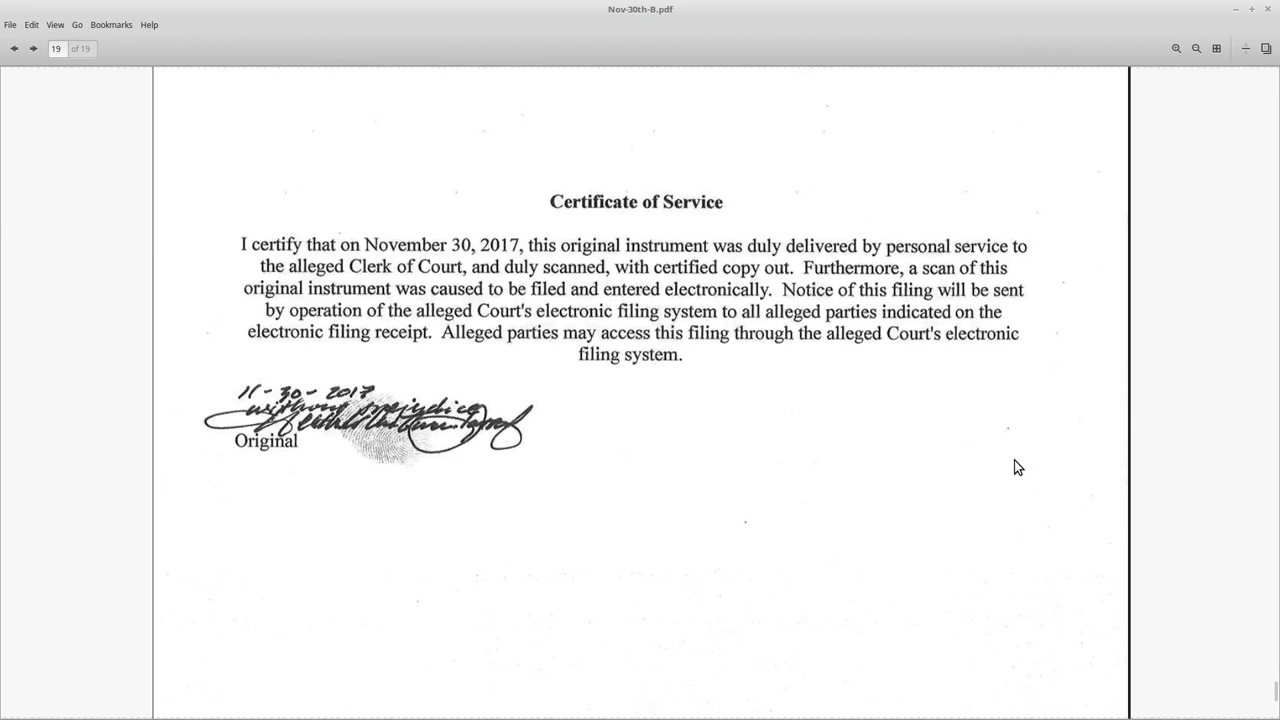 Nov-30th-B.pdf
File Edit View Go Bookmarks Help
19 of 19
Certificate of Service
I certify that on November 30, 2017, this original instrument was duly delivered by personal service to
the alleged Clerk of Court, and duly scanned, with certified copy out. Furthermore, a scan of this
original instrument was caused to be filed and entered electronically. Notice of this filing will be sent
by operation of the alleged Court's electronic filing system to all alleged parties indicated on the
electronic filing receipt. Alleged parties may access this filing through the alleged Court's electronic
filing system.
11-30-2017
without prejudice
Original